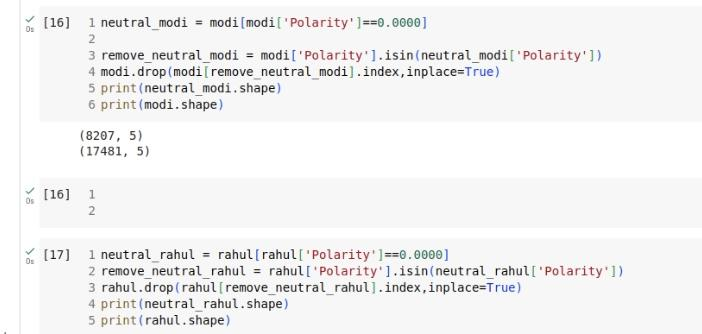 [16] 1 neutral_modi = modi[modi['Polarity']==0.0000]
0s 2
3 remove_neutral_modi = modi['Polarity'].isin(neutral_modi['Polarity'])
4 modi.drop(modi[remove_neutral_modi].index,inplace=True)
5 print(neutral_modi.shape)
6 print(modi.shape)
(8207, 5)
(17481, 5)
[16] 1
0s 2
[17] 1 neutral_rahul = rahul[rahul['Polarity']==0.0000]
0s 2 remove_neutral_rahul = rahul['Polarity'].isin(neutral_rahul['Polarity'])
3 rahul.drop(rahul[remove_neutral_rahul].index,inplace=True)
4 print(neutral_rahul.shape)
5 print(rahul.shape)